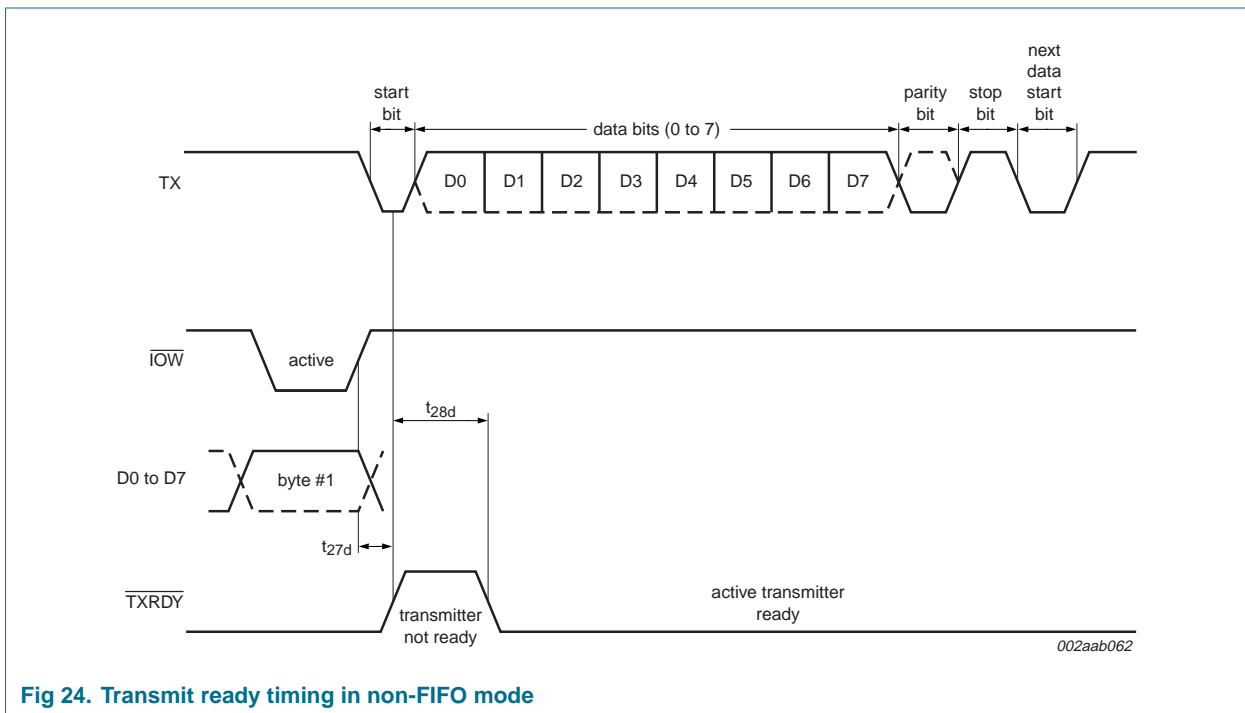 next
data
start
bit
start
bit
parity
bit
stop
bit
data bits (0 to 7)
TX
D0
D1
D2
D3
D4
D5
D6
D7
IOW
active
t28d
D0 to D7
byte #1
t27d
TXRDY
transmitter
not ready
active transmitter
ready
002aab062
Fig 24. Transmit ready timing in non-FIFO mode